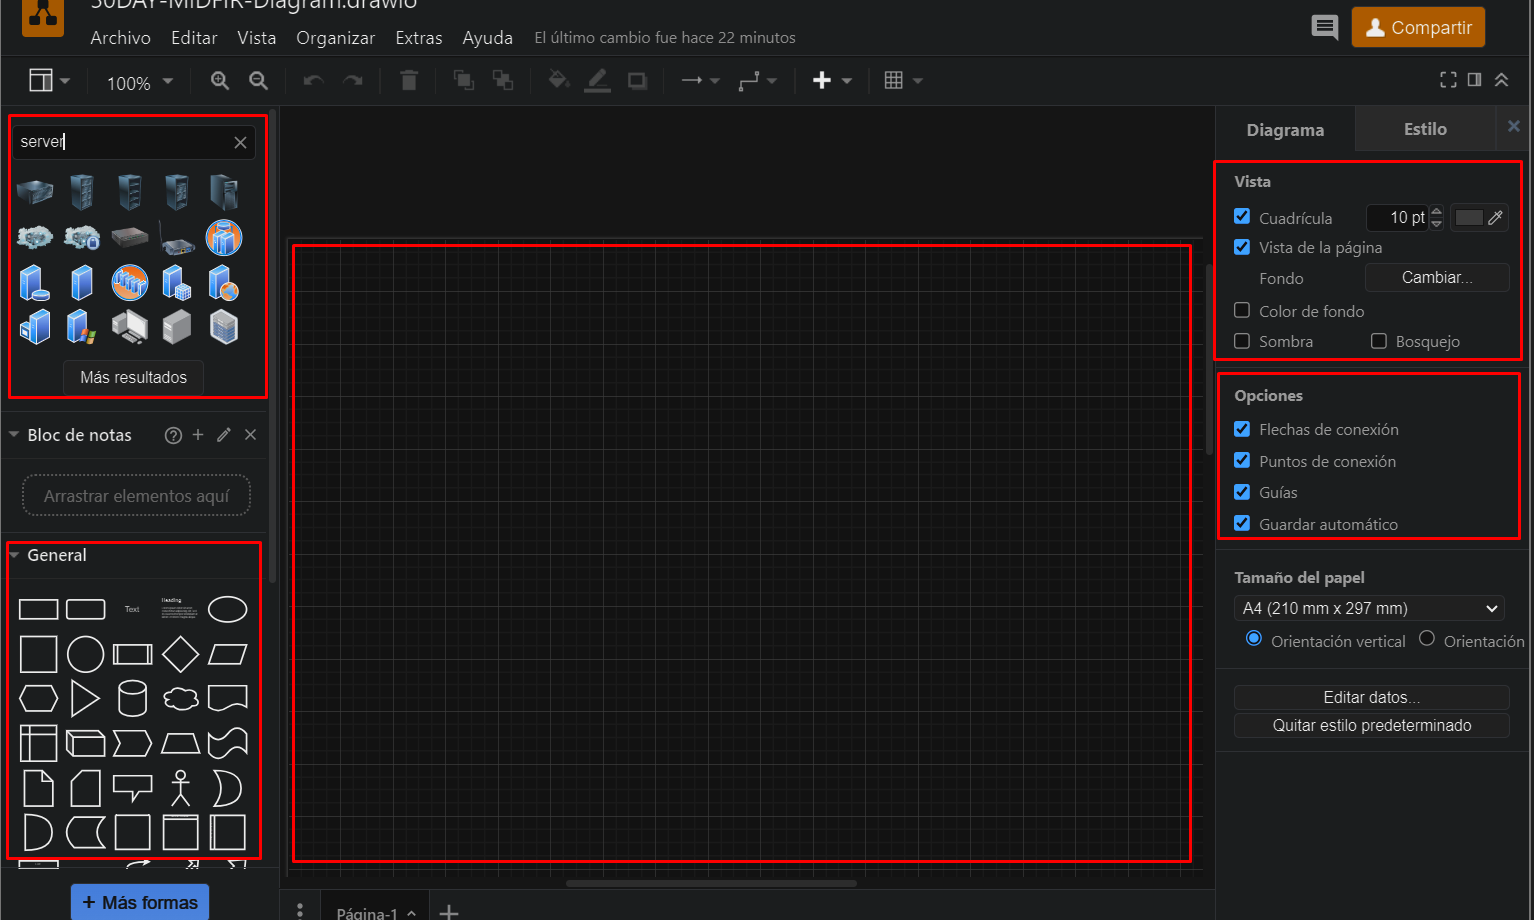 30DAY-MIDFIR-Diagram.drawio
Archivo Editar Vista Organizar Extras Ayuda El último cambio fue hace 22 minutos
Compartir
100%
server
Más resultados
Bloc de notas
Arrastrar elementos aquí
General
Text
Heading
+ Más formas
Página-1
Diagrama Estilo
Vista
Cuadrícula 10 pt
Vista de la página
Fondo Cambiar...
Color de fondo
Sombra Bosquejo
Opciones
Flechas de conexión
Puntos de conexión
Guías
Guardar automático
Tamaño del papel
A4 (210 mm x 297 mm)
Orientación vertical Orientación
Editar datos...
Quitar estilo predeterminado